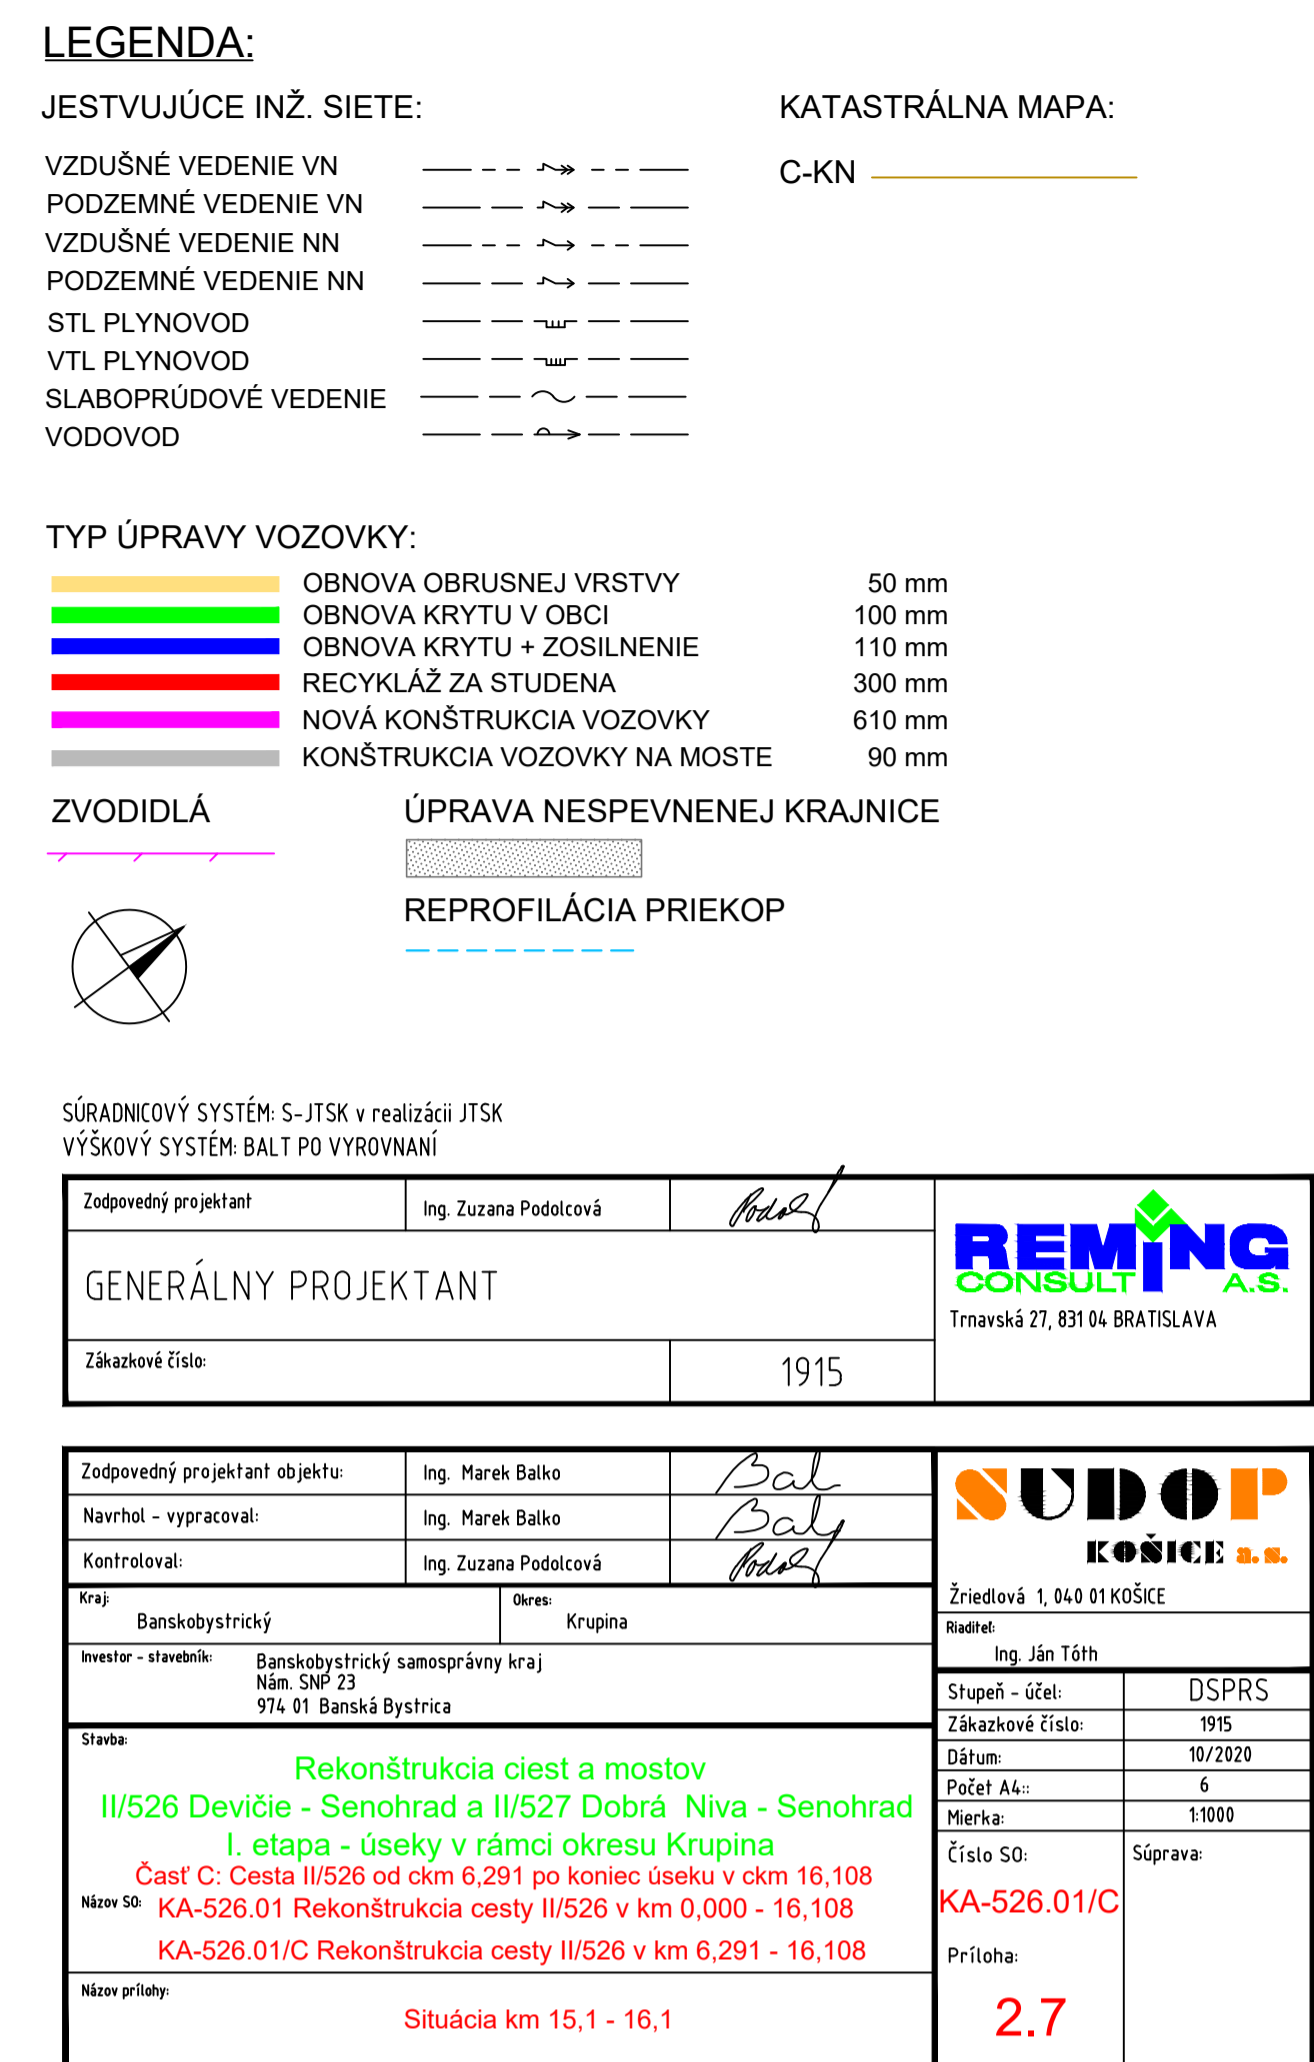 LEGENDA:
JESTVUJÚCE INŽ. SIETE:
VZDUŠNÉ VEDENIE VN
PODZEMNÉ VEDENIE VN
VZDUŠNÉ VEDENIE NN
PODZEMNÉ VEDENIE NN
STL PLYNOVOD
VTL PLYNOVOD
SLABOPRÚDOVÉ VEDENIE
VODOVOD
KATASTRÁLNA MAPA:
C-KN
TYP ÚPRAVY VOZOVKY:
OBNOVA OBRUSNEJ VRSTVY 50 mm
OBNOVA KRYTU V OBCI 100 mm
OBNOVA KRYTU + ZOSILNENIE 110 mm
RECYKLÁŽ ZA STUDENA 300 mm
NOVÁ KONŠTRUKCIA VOZOVKY 610 mm
KONŠTRUKCIA VOZOVKY NA MOSTE 90 mm
ZVODIDLÁ
ÚPRAVA NESPEVNENEJ KRAJNICE
REPROFILÁCIA PRIEKOP
SÚRADNICOVÝ SYSTÉM: S-JTSK v realizácii JTSK
VÝŠKOVÝ SYSTÉM: BALT PO VYROVNANÍ
Zodpovedný projektant Ing. Zuzana Podolcová
GENERÁLNY PROJEKTANT
Zákazkové číslo: 1915
REMING
CONSULT A.S.
Trnavská 27, 831 04 BRATISLAVA
Zodpovedný projektant objektu: Ing. Marek Balko
Navrhol - vypracoval: Ing. Marek Balko
Kontroloval: Ing. Zuzana Podolcová
Kraj: Banskobystrický
Okres: Krupina
Investor - stavebník: Banskobystrický samosprávny kraj
Nám. SNP 23
974 01 Banská Bystrica
Stavba:
Rekonštrukcia ciest a mostov
II/526 Devičie - Senohrad a II/527 Dobrá Niva - Senohrad
I. etapa - úseky v rámci okresu Krupina
Časť C: Cesta II/526 od ckm 6,291 po koniec úseku v ckm 16,108
Názov SO: KA-526.01 Rekonštrukcia cesty II/526 v km 0,000 - 16,108
KA-526.01/C Rekonštrukcia cesty II/526 v km 6,291 - 16,108
Názov prílohy:
Situácia km 15,1 - 16,1
SUDOP
KOŠICE a.s.
Žriedlová 1, 040 01 KOŠICE
Riaditeľ:
Ing. Ján Tóth
Stupeň - účel: DSPRS
Zákazkové číslo: 1915
Dátum: 10/2020
Počet A4:: 6
Mierka: 1:1000
Číslo SO:
KA-526.01/C
Súprava:
Príloha:
2.7